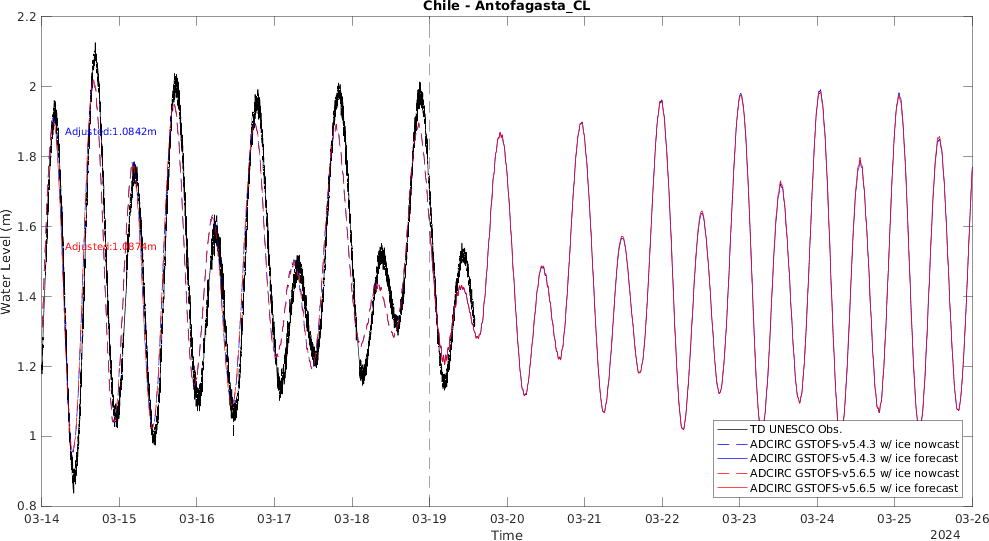 Chile - Antofagasta_CL
2.2
2
1.8
1.6
1.4
1.2
1
0.8
Water Level (m)
Adjusted:1.0842m
Adjusted:1.0874m
TD UNESCO Obs.
ADCIRC GSTOFS-v5.4.3 w/ ice nowcast
ADCIRC GSTOFS-v5.4.3 w/ ice forecast
ADCIRC GSTOFS-v5.6.5 w/ ice nowcast
ADCIRC GSTOFS-v5.6.5 w/ ice forecast
03-14 03-15 03-16 03-17 03-18 03-19 03-20 03-21 03-22 03-23 03-24 03-25 03-26
Time
2024